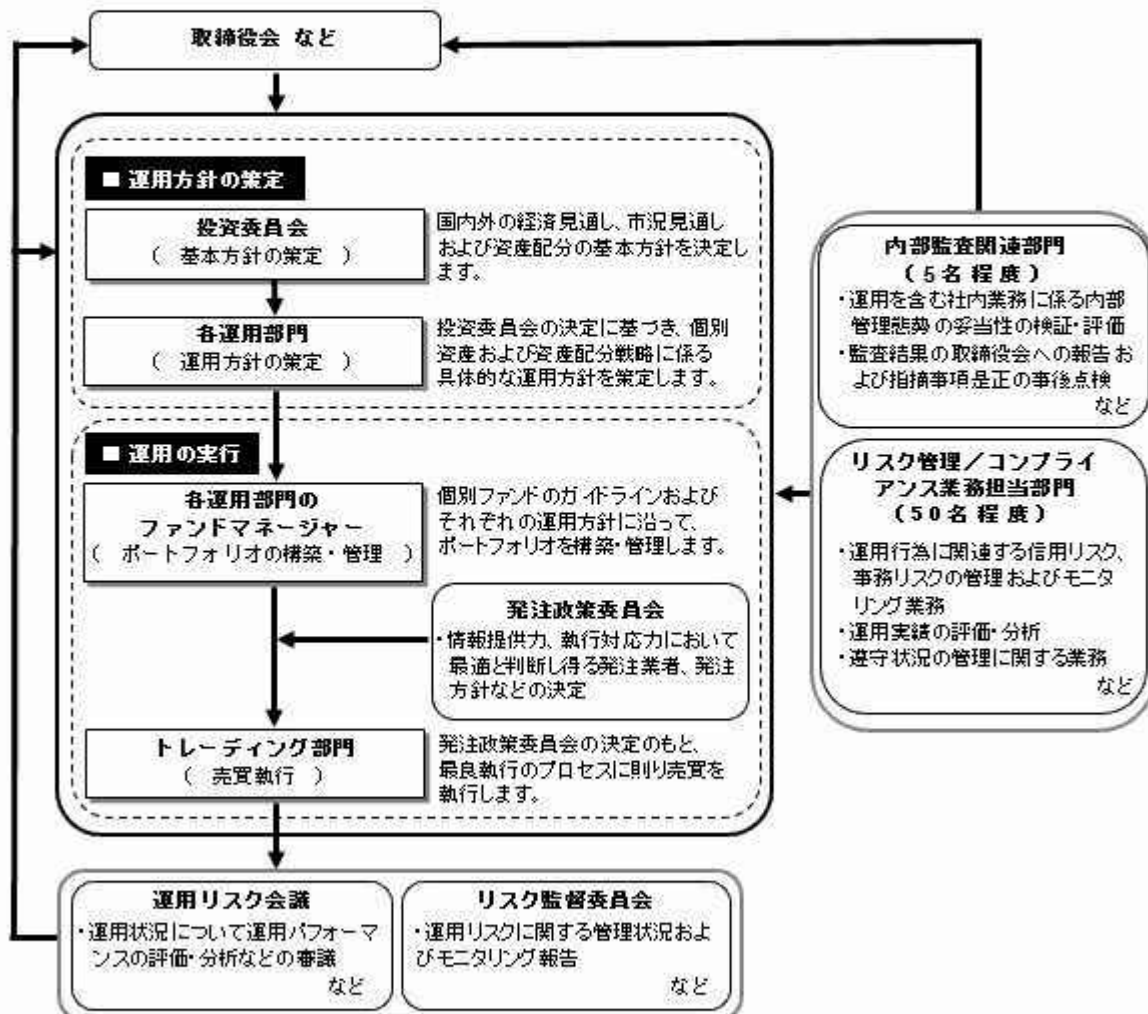 取締役会 など
■ 運用方針の策定
投資委員会
( 基本方針の策定 )
国内外の経済見通し、市況見通し
および資産配分の基本方針を決定し
ます。
各運用部門
( 運用方針の策定 )
投資委員会の決定に基づき、個別
資産および資産配分戦略に係る
具体的な運用方針を策定します。
■ 運用の実行
各運用部門の
ファンドマネージャー
( ポートフォリオの構築・管理 )
個別ファンドのガイドラインおよび
それぞれの運用方針に沿って、
ポートフォリオを構築・管理します。
発注政策委員会
・情報提供力、執行対応力において
最適と判断し得る発注業者、発注
方針などの決定
トレーディング部門
( 売買執行 )
発注政策委員会の決定のもと、
最良執行のプロセスに則り売買を
執行します。
内部監査関連部門
(5名程度)
・運用を含む社内業務に係る内部
管理態勢の妥当性の検証・評価
・監査結果の取締役会への報告お
よび指摘事項是正の事後点検
など
リスク管理/コンプライ
アンス業務担当部門
(50名程度)
・運用行為に関連する信用リスク、
事務リスクの管理およびモニタ
リング業務
・運用実績の評価・分析
・遵守状況の管理に関する業務
など
運用リスク会議
・運用状況について運用パフォーマ
ンスの評価・分析などの審議
など
リスク監督委員会
・運用リスクに関する管理状況およ
びモニタリング報告
など